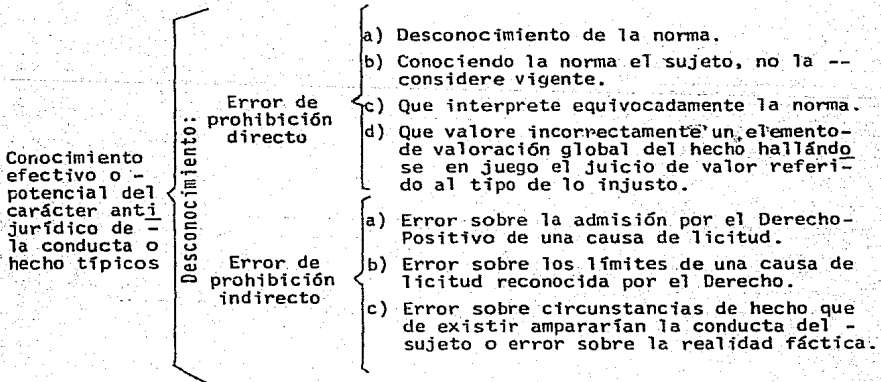 Conocimiento
efectivo o -
potencial del
carácter anti
jurídico de -
la conducta o
hecho típicos
Desconocimiento:
Error de
prohibición
directo
a) Desconocimiento de la norma.
b) Conociendo la norma el sujeto, no la --
considere vigente.
c) Que interprete equivocadamente la norma.
d) Que valore incorrectamente un elemento-
de valoración global del hecho hallándo
se en juego el juicio de valor referi-
do al tipo de lo injusto.
Error de
prohibición
indirecto
a) Error sobre la admisión por el Derecho-
Positivo de una causa de licitud.
b) Error sobre los límites de una causa de
licitud reconocida por el Derecho.
c) Error sobre circunstancias de hecho que
de existir ampararían la conducta del -
sujeto o error sobre la realidad fáctica.